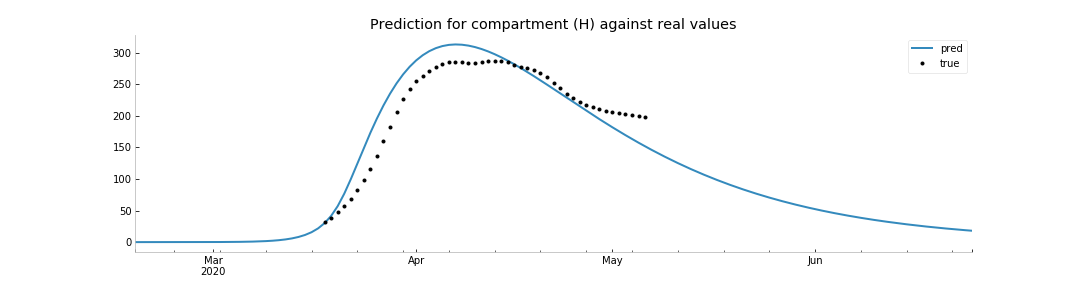 Prediction for compartment (H) against real values
300
250
200
150
100
50
0
pred
true
Mar
2020
Apr
May
Jun